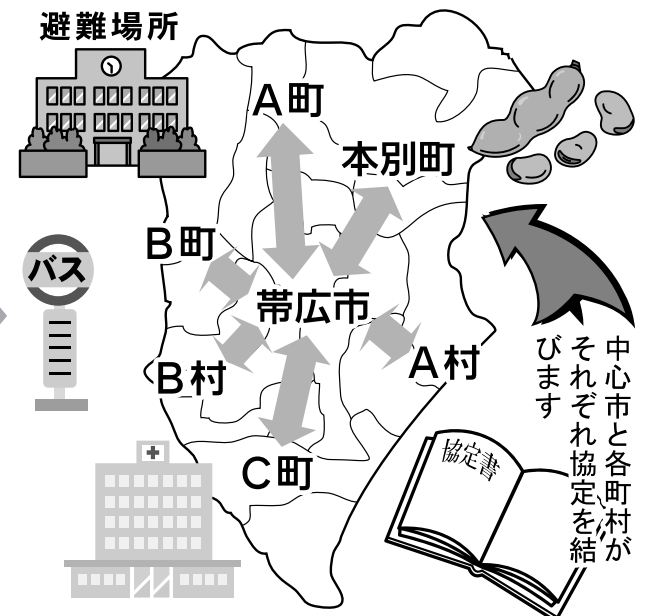 避難場所
A町
本別町
B町
バス
帯広市
A村
B村
C町
中心市と各町村が
それぞれ協定を結
びます
協定書